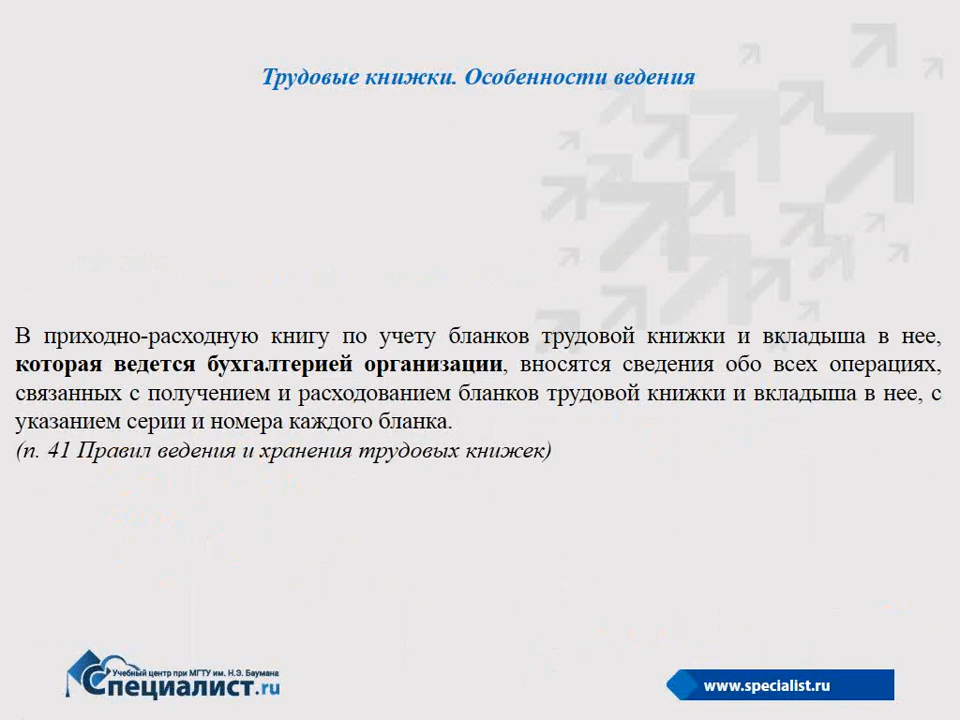 Трудовые книжки. Особенности ведения
В приходно-расходную книгу по учету бланков трудовой книжки и вкладыша в нее,
которая ведется бухгалтерией организации, вносятся сведения обо всех операциях,
связанных с получением и расходованием бланков трудовой книжки и вкладыша в нее, с
указанием серии и номера каждого бланка.
(п. 41 Правил ведения и хранения трудовых книжек)
Учебный центр при МГТУ им. Н.Э. Баумана
Специалист.ru
www.specialist.ru